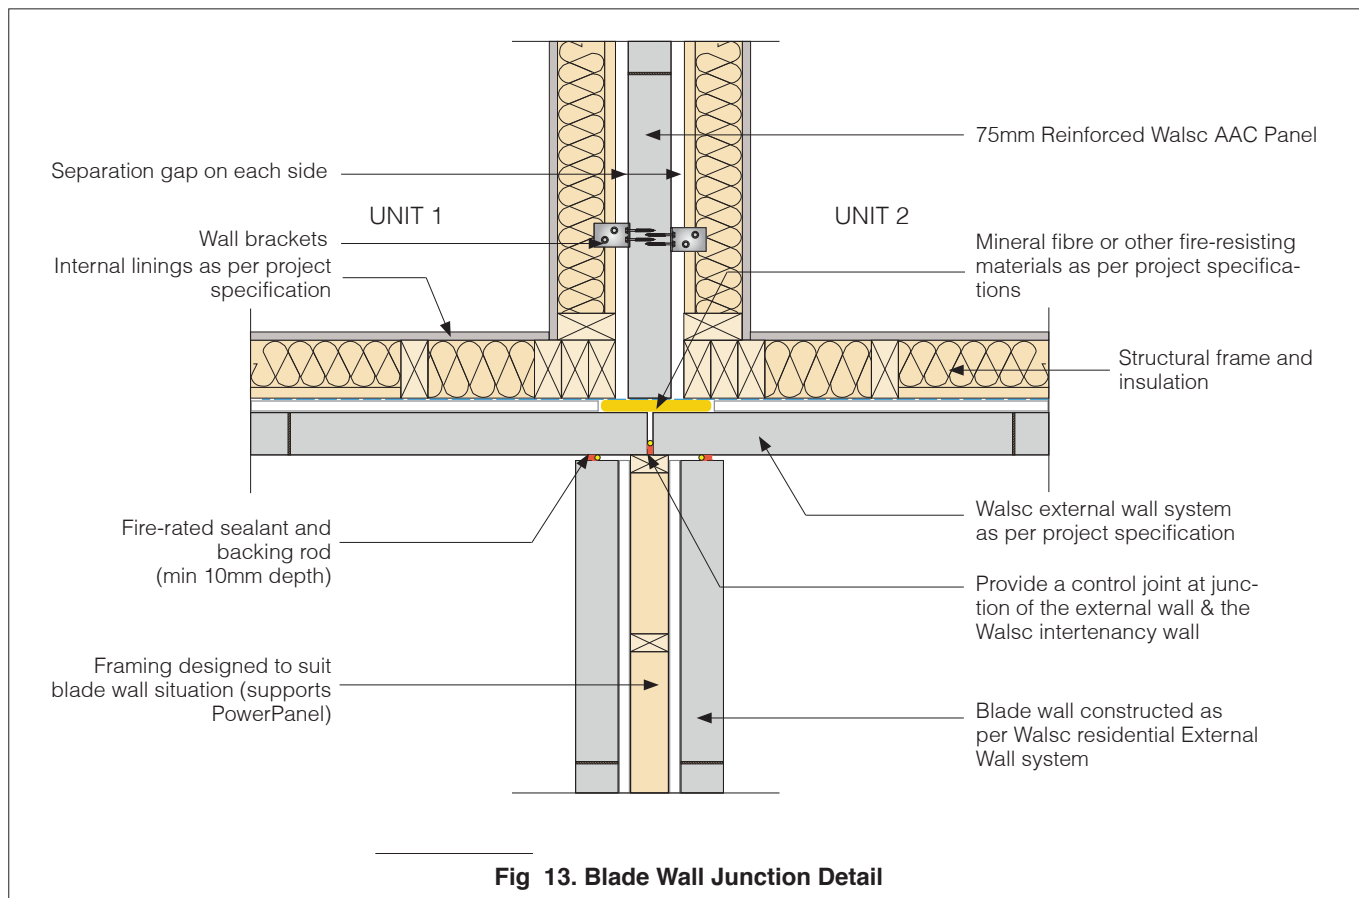 75mm Reinforced Walsc AAC Panel
Separation gap on each side
UNIT 1
UNIT 2
Wall brackets
Internal linings as per project
specification
Mineral fibre or other fire-resisting
materials as per project specifica-
tions
Structural frame and
insulation
Fire-rated sealant and
backing rod
(min 10mm depth)
Walsc external wall system
as per project specification
Provide a control joint at junc-
tion of the external wall & the
Walsc intertenancy wall
Framing designed to suit
blade wall situation (supports
PowerPanel)
Blade wall constructed as
per Walsc residential External
Wall system
Fig 13. Blade Wall Junction Detail